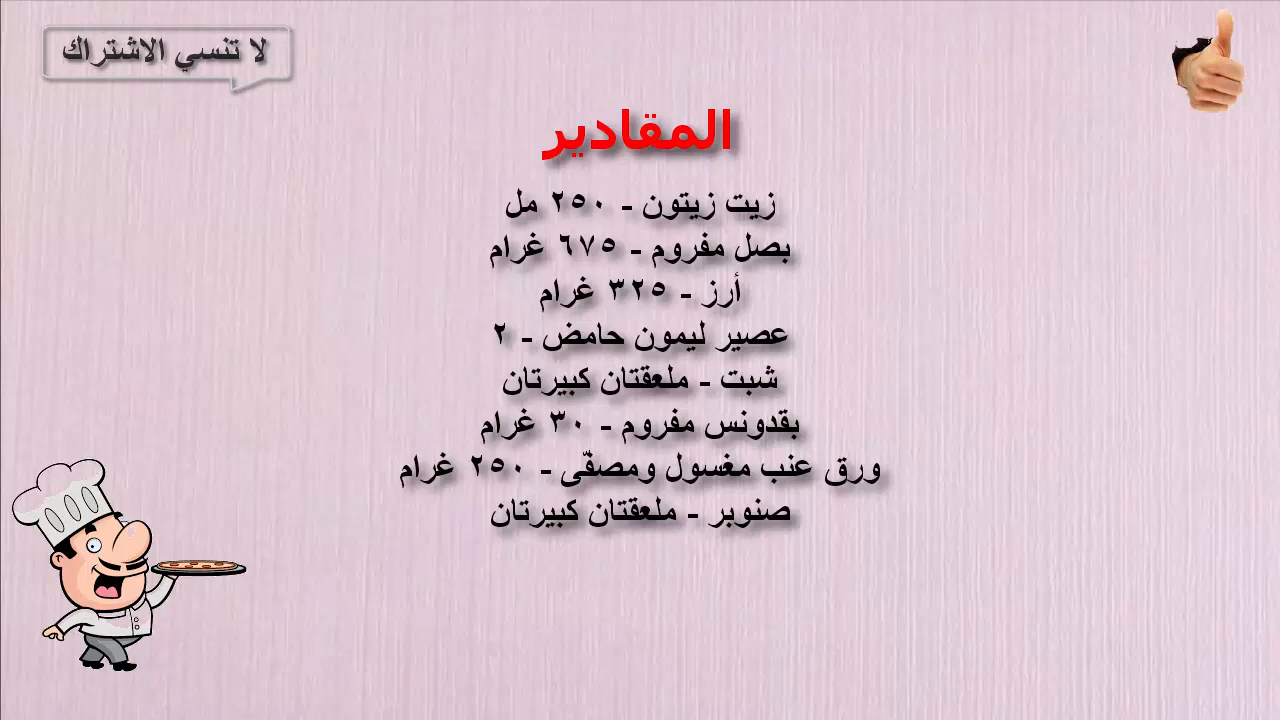 لا تنسي الاشتراك
المقادير
زيت زيتون - ٢٥٠ مل
بصل مفروم - ٦٧٥ غرام
أرز - ٣٢٥ غرام
عصير ليمون حامض - ٢
شبت - ملعقتان كبيرتان
بقدونس مفروم - ٣٠ غرام
ورق عنب مغسول ومصفّى - ٢٥٠ غرام
صنوبر - ملعقتان كبيرتان